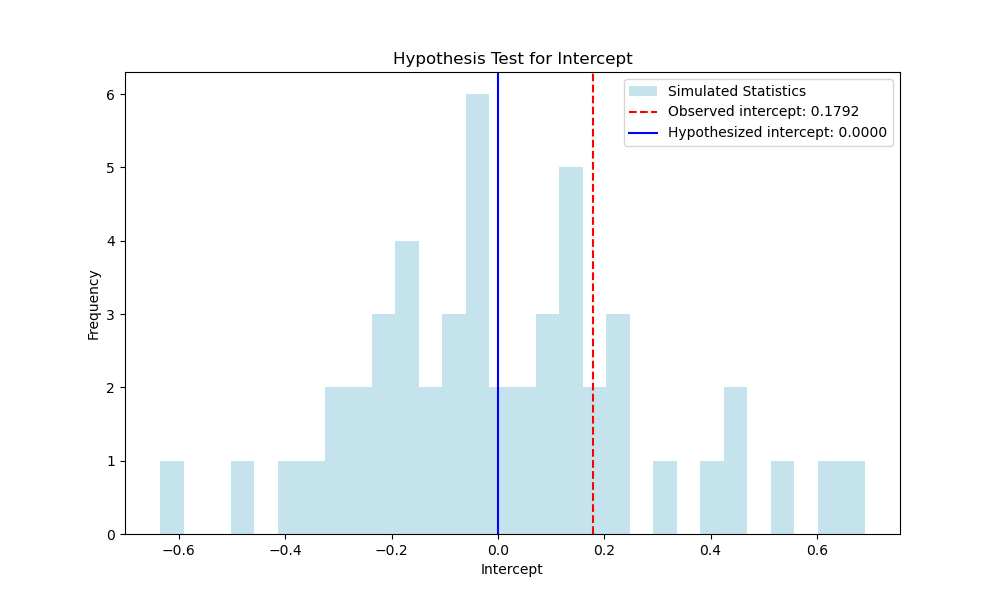 Hypothesis Test for Intercept
Simulated Statistics
Observed intercept: 0.1792
Hypothesized intercept: 0.0000
Frequency
6
5
4
3
2
1
0
−0.6 −0.4 −0.2 0.0 0.2 0.4 0.6
Intercept